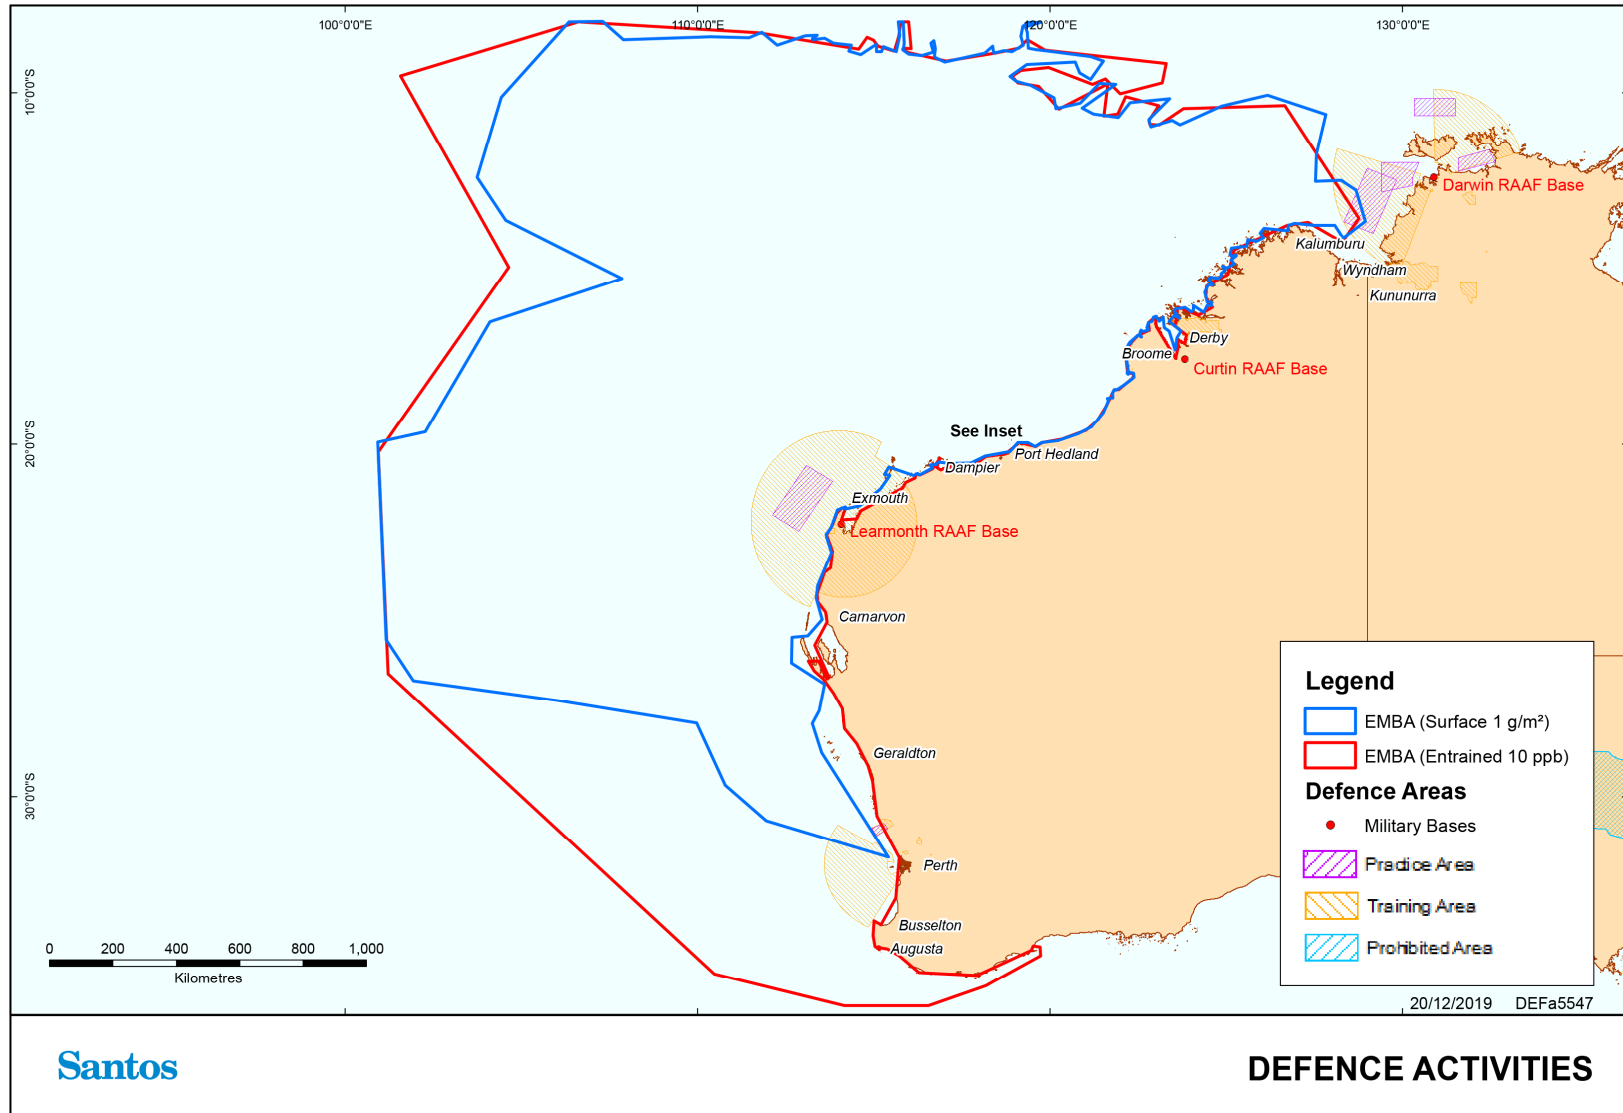 100°0'0"E
110°0'0"E
120°0'0"E
130°0'0"E
10°0'0"S
20°0'0"S
30°0'0"S
Darwin RAAF Base
Kalumburu
Wyndham
Kununurra
Derby
Broome
Curtin RAAF Base
See Inset
Port Hedland
Dampier
Exmouth
Learmonth RAAF Base
Carnarvon
Geraldton
Perth
Busselton
Augusta
Legend
EMBA (Surface 1 g/m²)
EMBA (Entrained 10 ppb)
Defence Areas
Military Bases
Practice Area
Training Area
Prohibited Area
0 200 400 600 800 1,000
Kilometres
20/12/2019 DEFa5547
Santos
DEFENCE ACTIVITIES